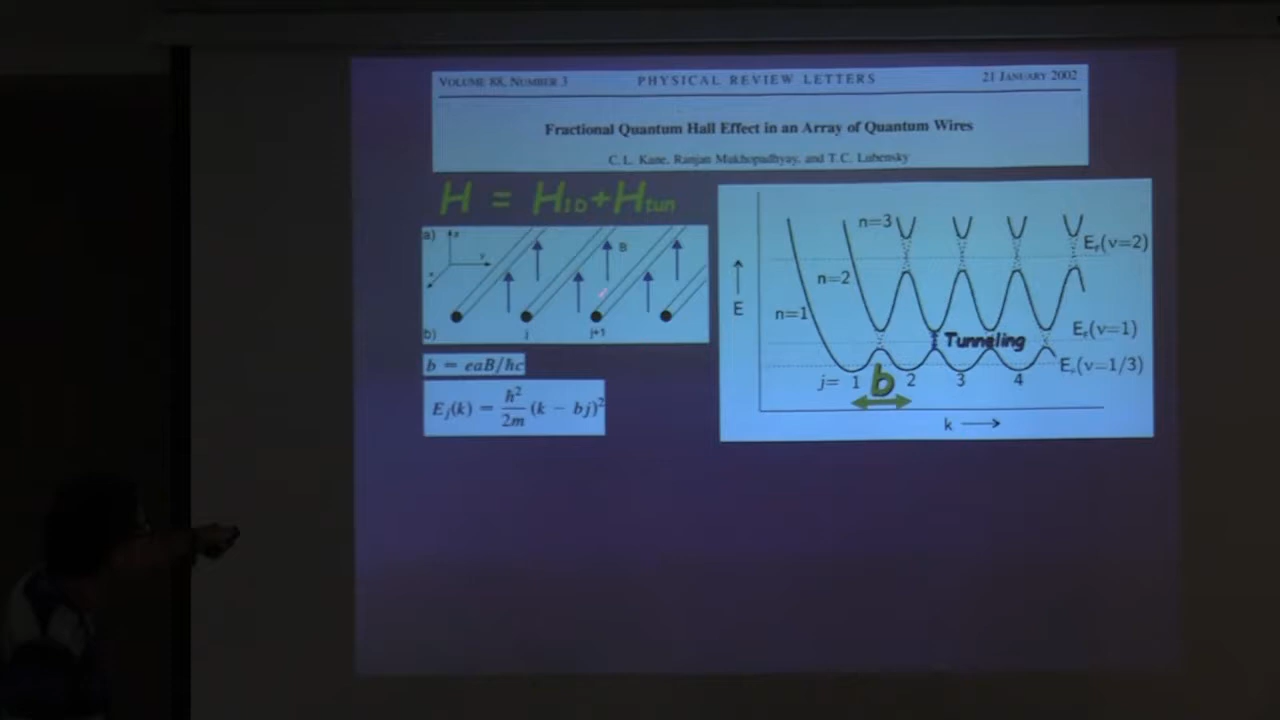 VOLUME 88, NUMBER 3 PHYSICAL REVIEW LETTERS 21 JANUARY 2002
Fractional Quantum Hall Effect in an Array of Quantum Wires
C. L. Kane, Ranjan Mukhopadhyay, and T. C. Lubensky
H = H1D+Htun
a) z y x B
b) j j+1
b = eaB/ħc
Ej(k) = ħ²/2m (k − bj)²
n=3
EF(ν=2)
n=2
E
n=1
EF(ν=1)
Tunneling
EF(ν=1/3)
j= 1 b 2 3 4
k